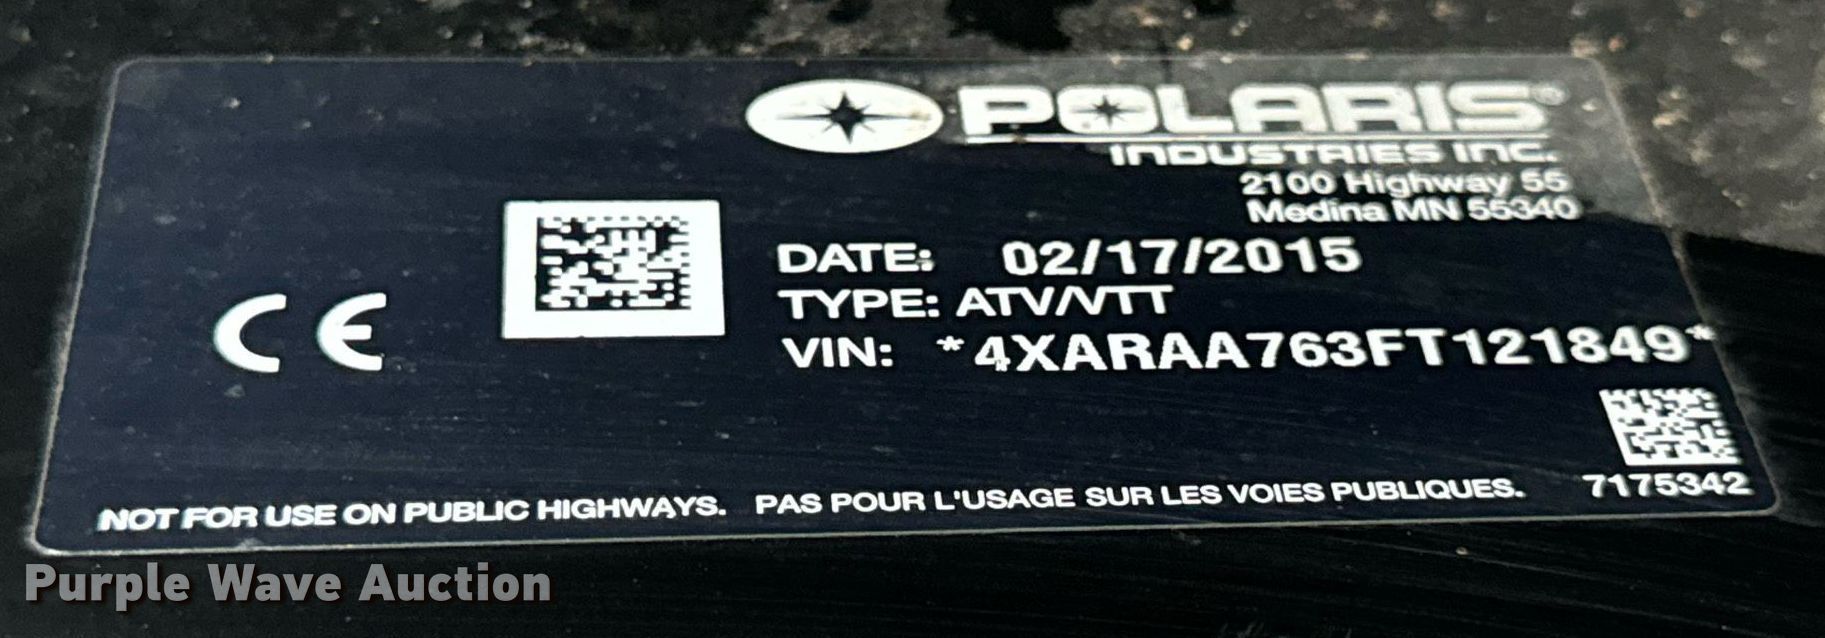 POLARIS®
INDUSTRIES INC.
2100 Highway 55
Medina MN 55340
DATE: 02/17/2015
TYPE: ATV/VTT
VIN: *4XARAA763FT121849*
CE
7175342
NOT FOR USE ON PUBLIC HIGHWAYS. PAS POUR L'USAGE SUR LES VOIES PUBLIQUES.
Purple Wave Auction